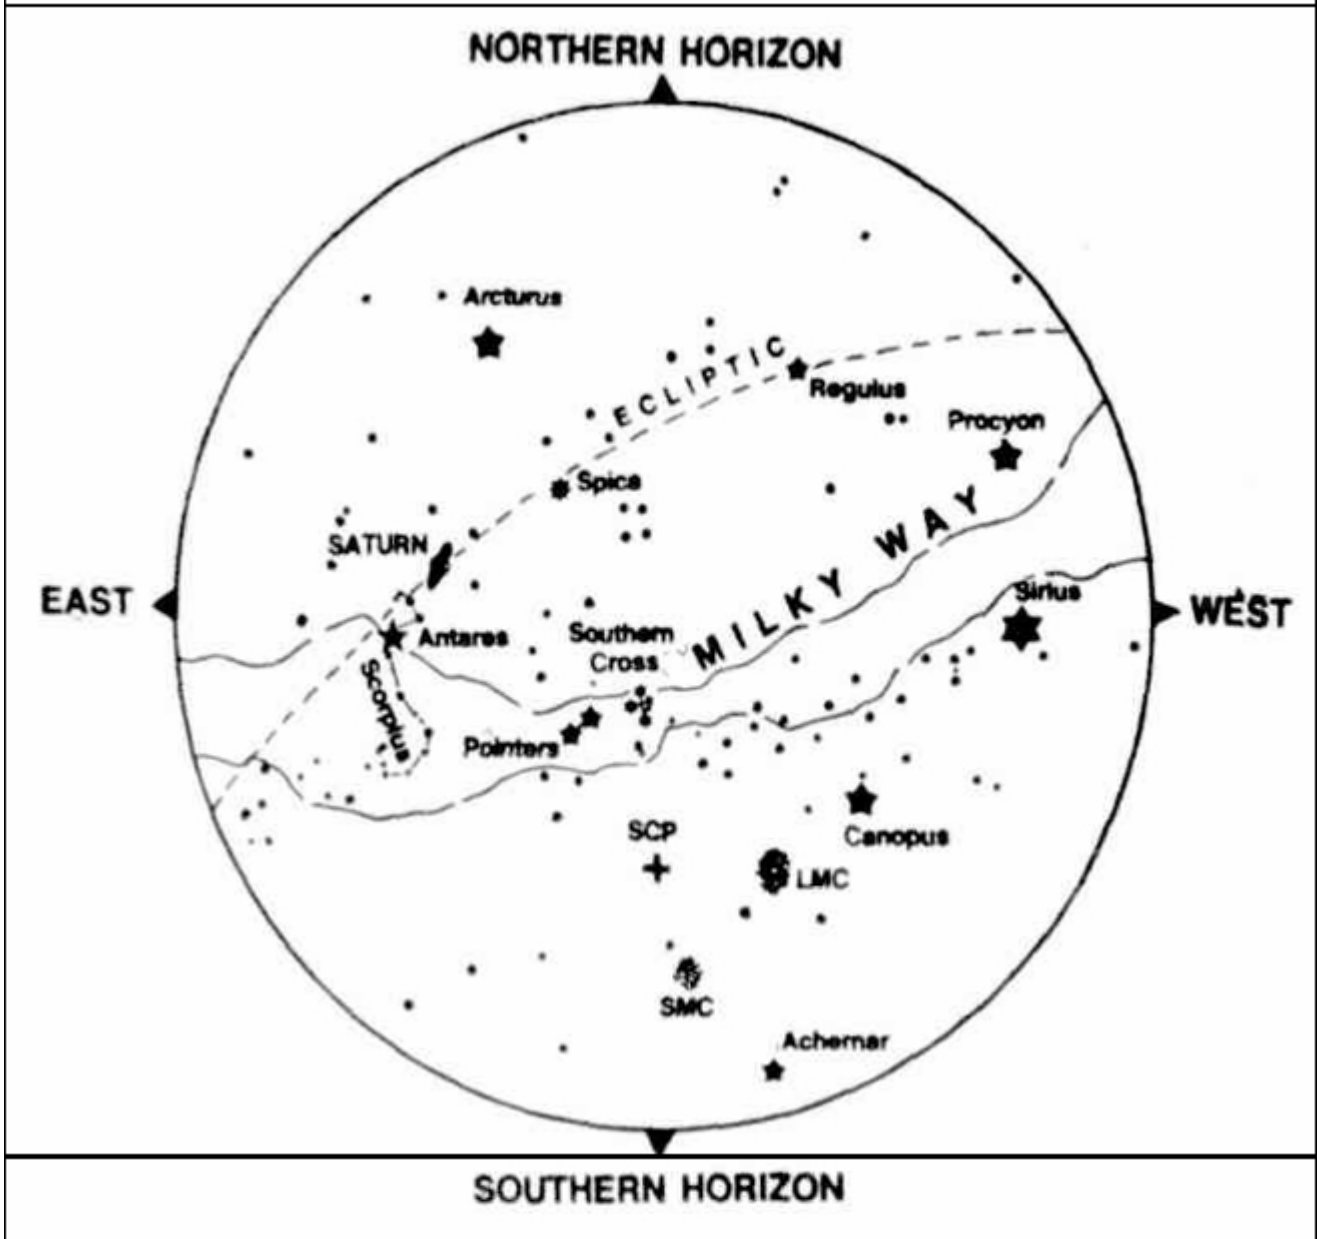 NORTHERN HORIZON
Arcturus
ECLIPTIC
Regulus
Procyon
Spica
SATURN
MILKY WAY
EAST
Sirius
WEST
Antares
Southern
Cross
Scorpius
Pointers
SCP
Canopus
LMC
SMC
Achernar
SOUTHERN HORIZON